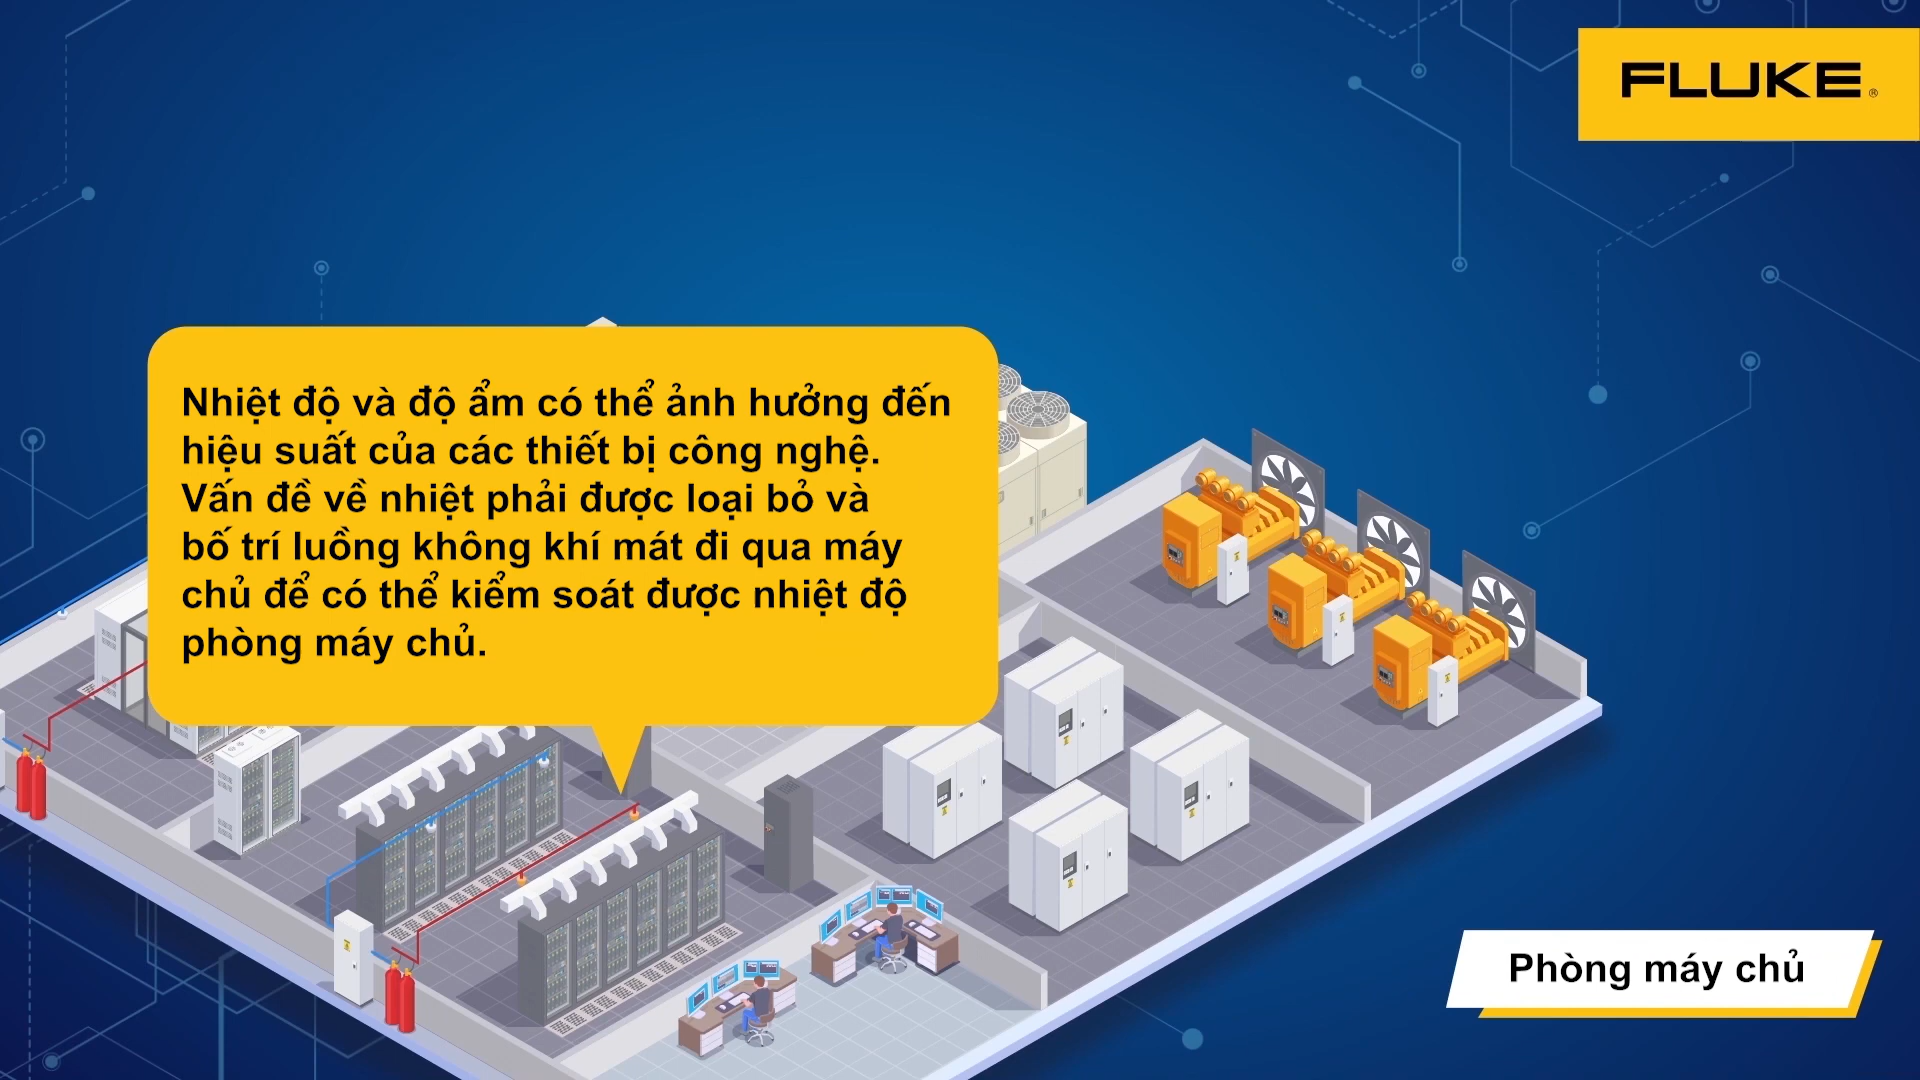 FLUKE®
Nhiệt độ và độ ẩm có thể ảnh hưởng đến
hiệu suất của các thiết bị công nghệ.
Vấn đề về nhiệt phải được loại bỏ và
bố trí luồng không khí mát đi qua máy
chủ để có thể kiểm soát được nhiệt độ
phòng máy chủ.
Phòng máy chủ